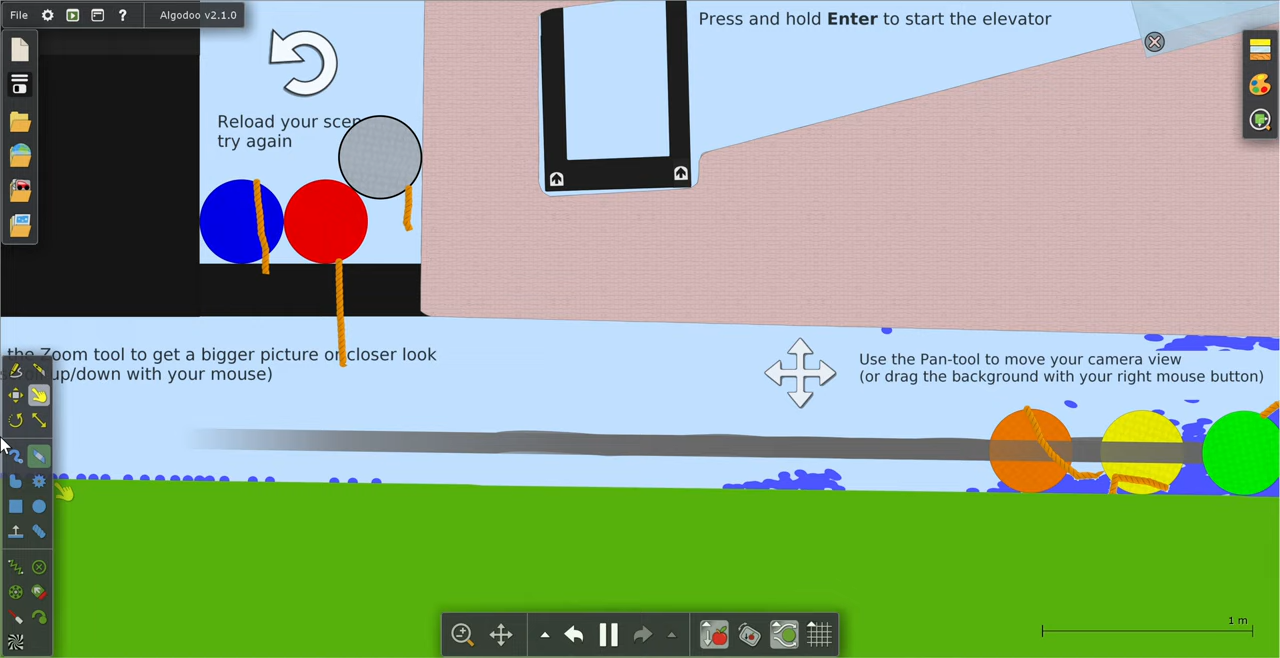 File ? Algodoo v2.1.0
Press and hold Enter to start the elevator
Reload your
try again
the Zoom tool to get a bigger picture or closer look
up/down with your mouse)
Use the Pan-tool to move your camera view
(or drag the background with your right mouse button)
1 m